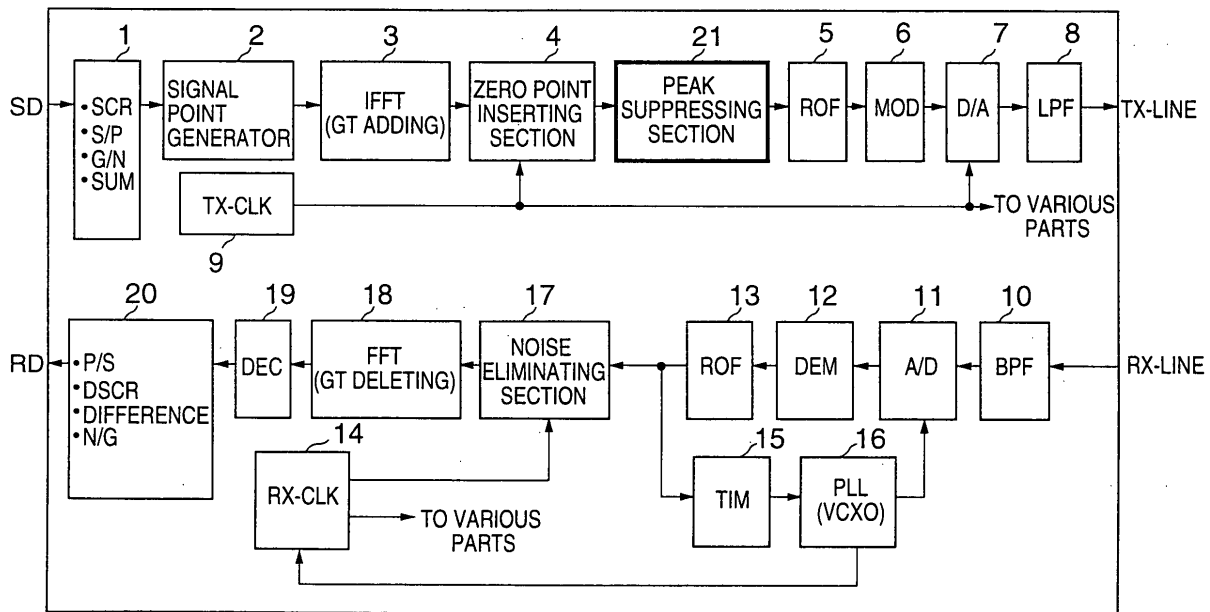 1
2
3
4
21
5
6
7
8
SD
• SCR
• S/P
• G/N
• SUM
SIGNAL
POINT
GENERATOR
IFFT
(GT ADDING)
ZERO POINT
INSERTING
SECTION
PEAK
SUPPRESSING
SECTION
ROF
MOD
D/A
LPF
TX-LINE
TX-CLK
9
TO VARIOUS
PARTS
20
19
18
17
13
12
11
10
RD
• P/S
• DSCR
• DIFFERENCE
• N/G
DEC
FFT
(GT DELETING)
NOISE
ELIMINATING
SECTION
ROF
DEM
A/D
BPF
RX-LINE
14
15
16
RX-CLK
TO VARIOUS
PARTS
TIM
PLL
(VCXO)